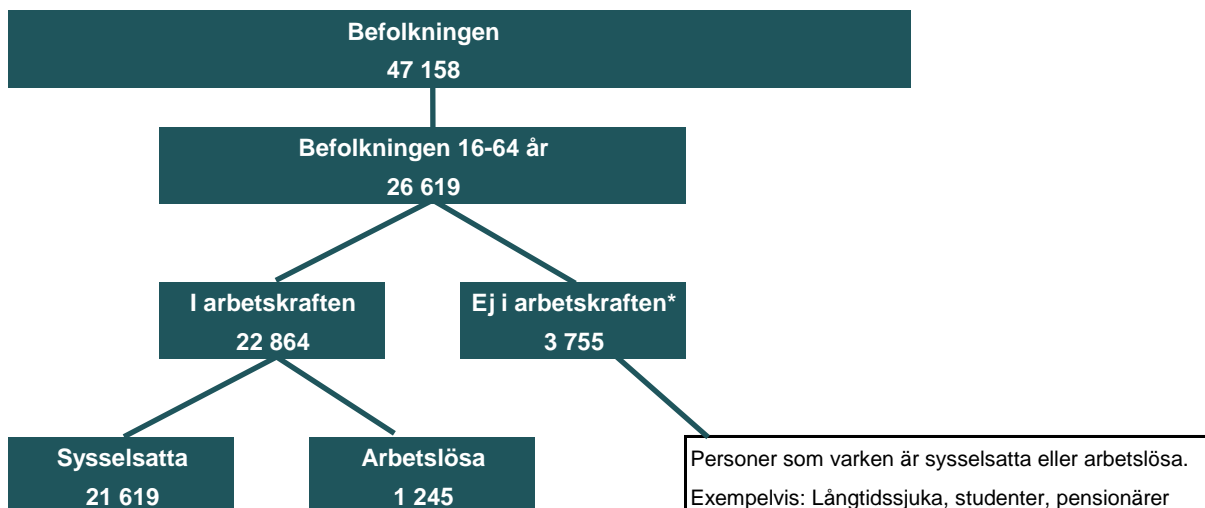 Befolkningen
47 158
Befolkningen 16-64 år
26 619
I arbetskraften
22 864
Ej i arbetskraften*
3 755
Sysselsatta
21 619
Arbetslösa
1 245
Personer som varken är sysselsatta eller arbetslösa.
Exempelvis: Långtidssjuka, studenter, pensionärer